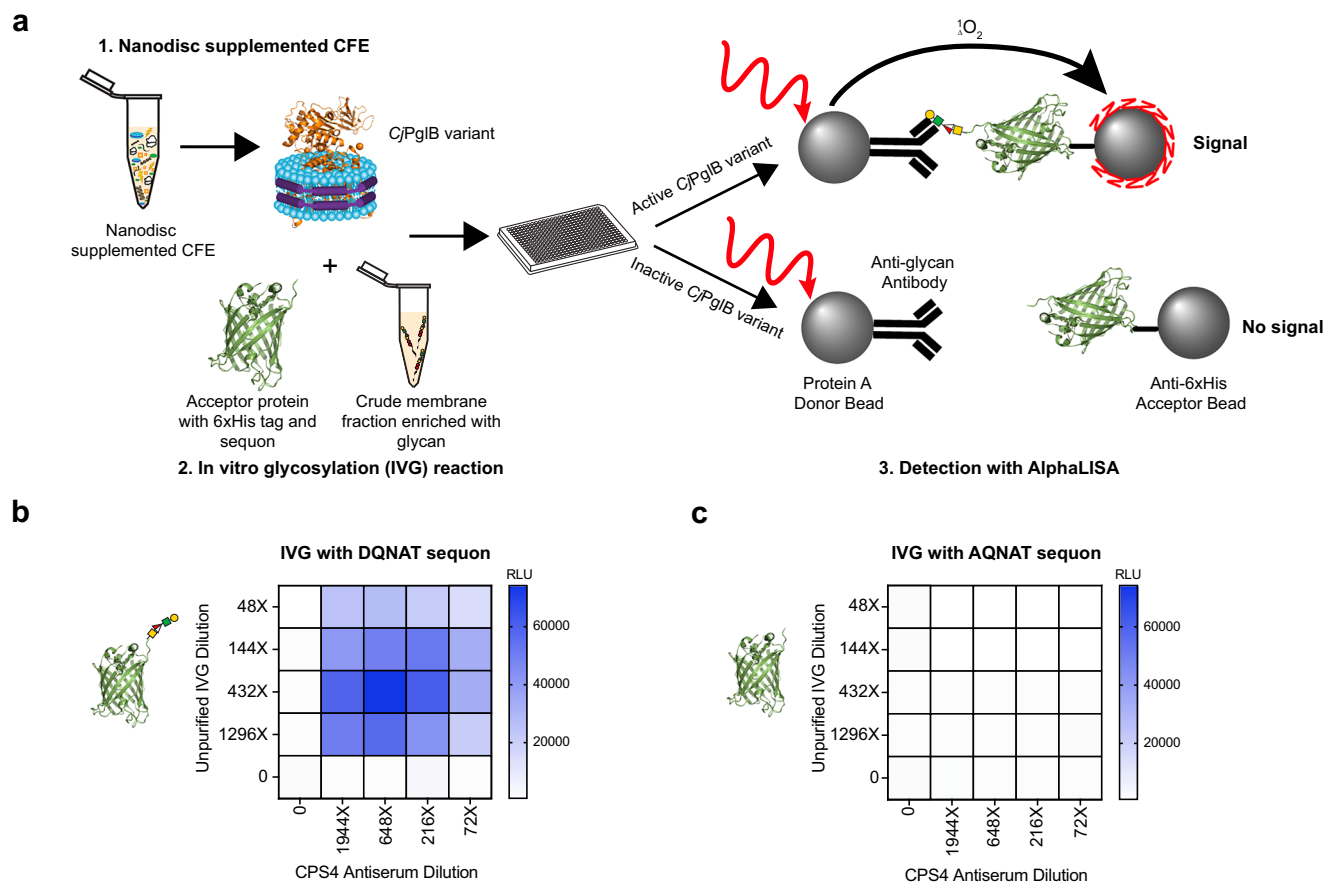 a
1. Nanodisc supplemented CFE
CjPglB variant
Nanodisc
supplemented CFE
+
Acceptor protein
with 6xHis tag and
sequon
Crude membrane
fraction enriched with
glycan
2. In vitro glycosylation (IVG) reaction
Active CjPglB variant
Inactive CjPglB variant
¹ΔO₂
Signal
Anti-glycan
Antibody
No signal
Protein A
Donor Bead
Anti-6xHis
Acceptor Bead
3. Detection with AlphaLISA
b
IVG with DQNAT sequon
RLU
Unpurified IVG Dilution
48X
144X
432X
1296X
0
60000
40000
20000
0
1944X
648X
216X
72X
CPS4 Antiserum Dilution
c
IVG with AQNAT sequon
RLU
Unpurified IVG Dilution
48X
144X
432X
1296X
0
60000
40000
20000
0
1944X
648X
216X
72X
CPS4 Antiserum Dilution